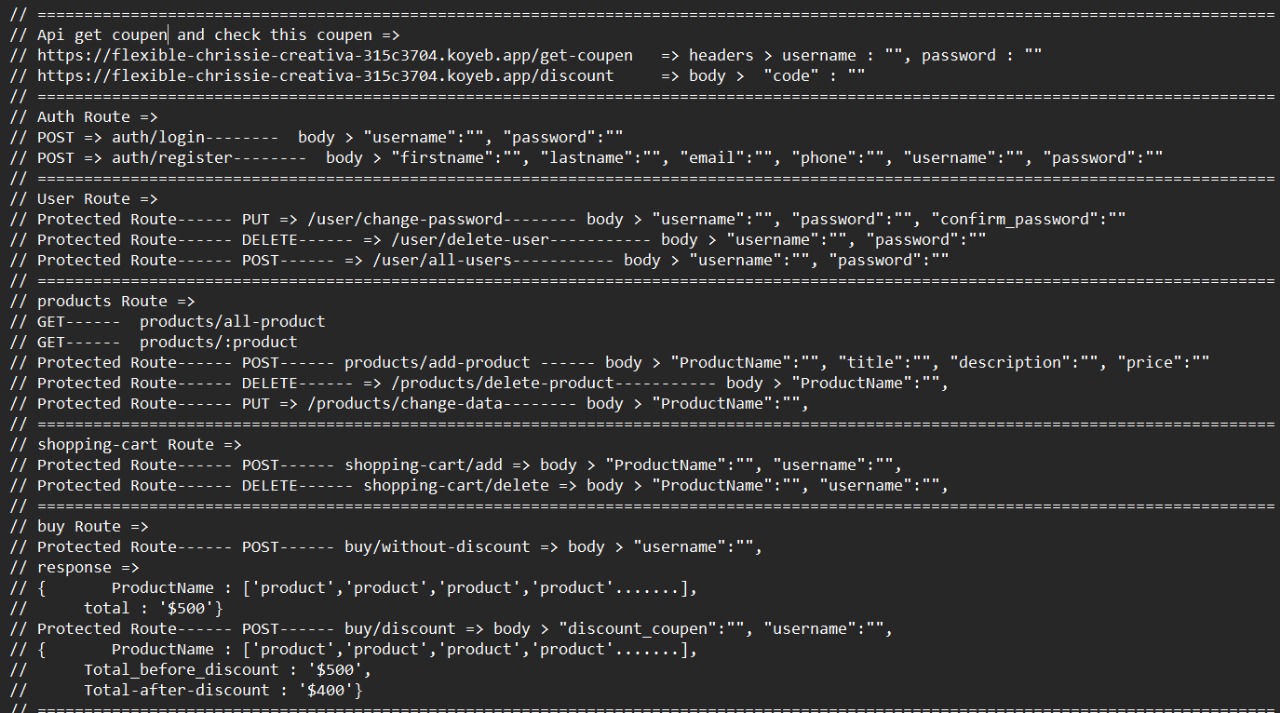 // =====================================================================================================================================
// Api get coupen and check this coupen =>
// https://flexible-chrissie-creativa-315c3704.koyeb.app/get-coupen   => headers > username : "", password : ""
// https://flexible-chrissie-creativa-315c3704.koyeb.app/discount     => body >  "code" : ""
// =====================================================================================================================================
// Auth Route =>
// POST => auth/login--------  body > "username":"", "password":""
// POST => auth/register--------  body > "firstname":"", "lastname":"", "email":"", "phone":"", "username":"", "password":""
// =====================================================================================================================================
// User Route =>
// Protected Route------ PUT => /user/change-password-------- body > "username":"", "password":"", "confirm_password":""
// Protected Route------ DELETE------ => /user/delete-user----------- body > "username":"", "password":""
// Protected Route------ POST------ => /user/all-users----------- body > "username":"", "password":""
// =====================================================================================================================================
// products Route =>
// GET------  products/all-product
// GET------  products/:product
// Protected Route------ POST------ products/add-product ------ body > "ProductName":"", "title":"", "description":"", "price":""
// Protected Route------ DELETE------ => /products/delete-product----------- body > "ProductName":"",
// Protected Route------ PUT => /products/change-data-------- body > "ProductName":"",
// =====================================================================================================================================
// shopping-cart Route =>
// Protected Route------ POST------ shopping-cart/add => body > "ProductName":"", "username":"",
// Protected Route------ DELETE------ shopping-cart/delete => body > "ProductName":"", "username":"",
// =====================================================================================================================================
// buy Route =>
// Protected Route------ POST------ buy/without-discount => body > "username":"",
// response =>
// {       ProductName : ['product','product','product','product'.......],
//      total : '$500'}
// Protected Route------ POST------ buy/discount => body > "discount_coupen":"", "username":"",
// {       ProductName : ['product','product','product','product'.......],
//      Total_before_discount : '$500',
//      Total-after-discount : '$400'}
// =====================================================================================================================================